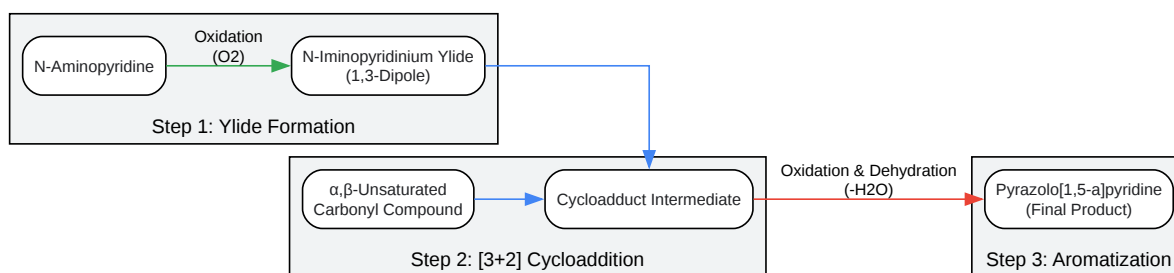 Oxidation
(O2)
N-Aminopyridine
N-Iminopyridinium Ylide
(1,3-Dipole)
Step 1: Ylide Formation
α,β-Unsaturated
Carbonyl Compound
Cycloadduct Intermediate
Step 2: [3+2] Cycloaddition
Oxidation & Dehydration
(-H2O)
Pyrazolo[1,5-a]pyridine
(Final Product)
Step 3: Aromatization